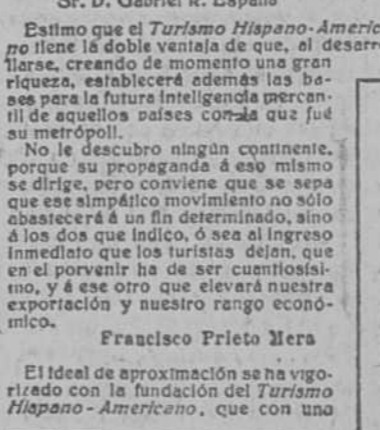 Sr. D. Gabriel R. España
Estimo que el Turismo Hispano-Americ
no tiene la doble ventaja de que, al desarro
llarse, creando de momento una gran
riqueza, establecerá además las ba-
ses para la futura inteligencia mercan-
til de aquellos países con la que fué
su metrópoli.
No le descubro ningún continente,
porque su propaganda á eso mismo
se dirige, pero conviene que se sepa
que ese simpático movimiento no sólo
abastecerá á un fin determinado, sino
á los dos que indico, ó sea al ingreso
inmediato que los turistas dejan, que
en el porvenir ha de ser cuantiosísi-
mo, y á ese otro que elevará nuestra
exportación y nuestro rango econó-
mico.
Francisco Prieto Mera
El ideal de aproximación se ha vigo-
rizado con la fundación del Turismo
Hispano-Americano, que con una